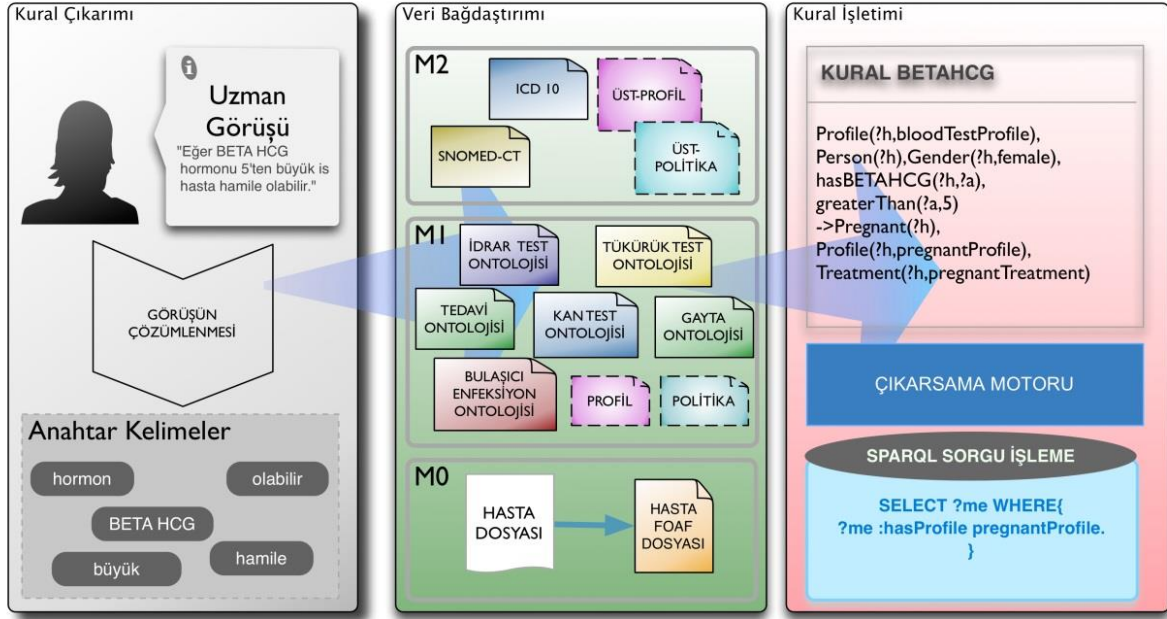 Kural Çıkarımı
Uzman
Görüşü
"Eğer BETA HCG
hormonu 5'ten büyük is
hasta hamile olabilir."
GÖRÜŞÜN
ÇÖZÜMLENMESİ
Anahtar Kelimeler
hormon
olabilir
BETA HCG
büyük
hamile
Veri Bağdaştırımı
M2
ICD 10
ÜST-PROFİL
SNOMED-CT
ÜST-
POLİTİKA
M1
İDRAR TEST
ONTOLOJİSİ
TÜKÜRÜK TEST
ONTOLOJİSİ
TEDAVİ
ONTOLOJİSİ
KAN TEST
ONTOLOJİSİ
GAYTA
ONTOLOJİSİ
BULAŞICI
ENFEKSİYON
ONTOLOJİSİ
PROFİL
POLİTİKA
M0
HASTA
DOSYASI
HASTA
FOAF
DOSYASI
Kural İşletimi
KURAL BETAHCG
Profile(?h,bloodTestProfile),
Person(?h),Gender(?h,female),
hasBETAHCG(?h,?a),
greaterThan(?a,5)
->Pregnant(?h),
Profile(?h,pregnantProfile),
Treatment(?h,pregnantTreatment)
ÇIKARSAMA MOTORU
SPARQL SORGU İŞLEME
SELECT ?me WHERE{
?me :hasProfile pregnantProfile.
}